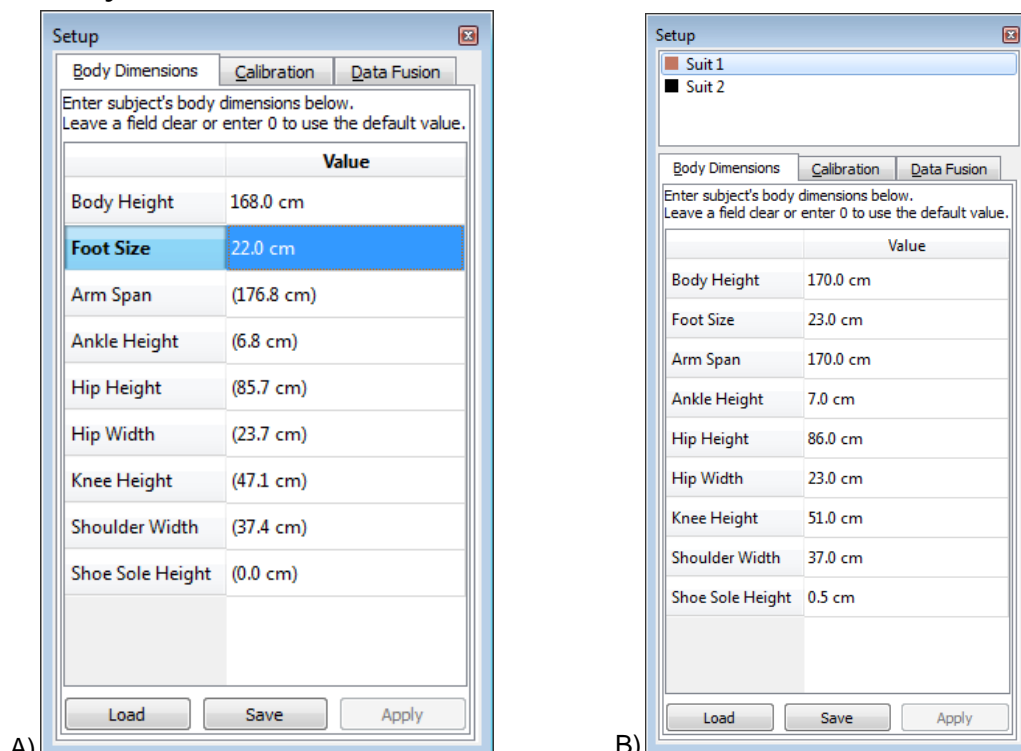 Setup
Body Dimensions Calibration Data Fusion
Enter subject's body dimensions below.
Leave a field clear or enter 0 to use the default value.
Value
Body Height 168.0 cm
Foot Size 22.0 cm
Arm Span (176.8 cm)
Ankle Height (6.8 cm)
Hip Height (85.7 cm)
Hip Width (23.7 cm)
Knee Height (47.1 cm)
Shoulder Width (37.4 cm)
Shoe Sole Height (0.0 cm)
Load Save Apply
A)
Setup
Suit 1
Suit 2
Body Dimensions Calibration Data Fusion
Enter subject's body dimensions below.
Leave a field clear or enter 0 to use the default value.
Value
Body Height 170.0 cm
Foot Size 23.0 cm
Arm Span 170.0 cm
Ankle Height 7.0 cm
Hip Height 86.0 cm
Hip Width 23.0 cm
Knee Height 51.0 cm
Shoulder Width 37.0 cm
Shoe Sole Height 0.5 cm
Load Save Apply
B)